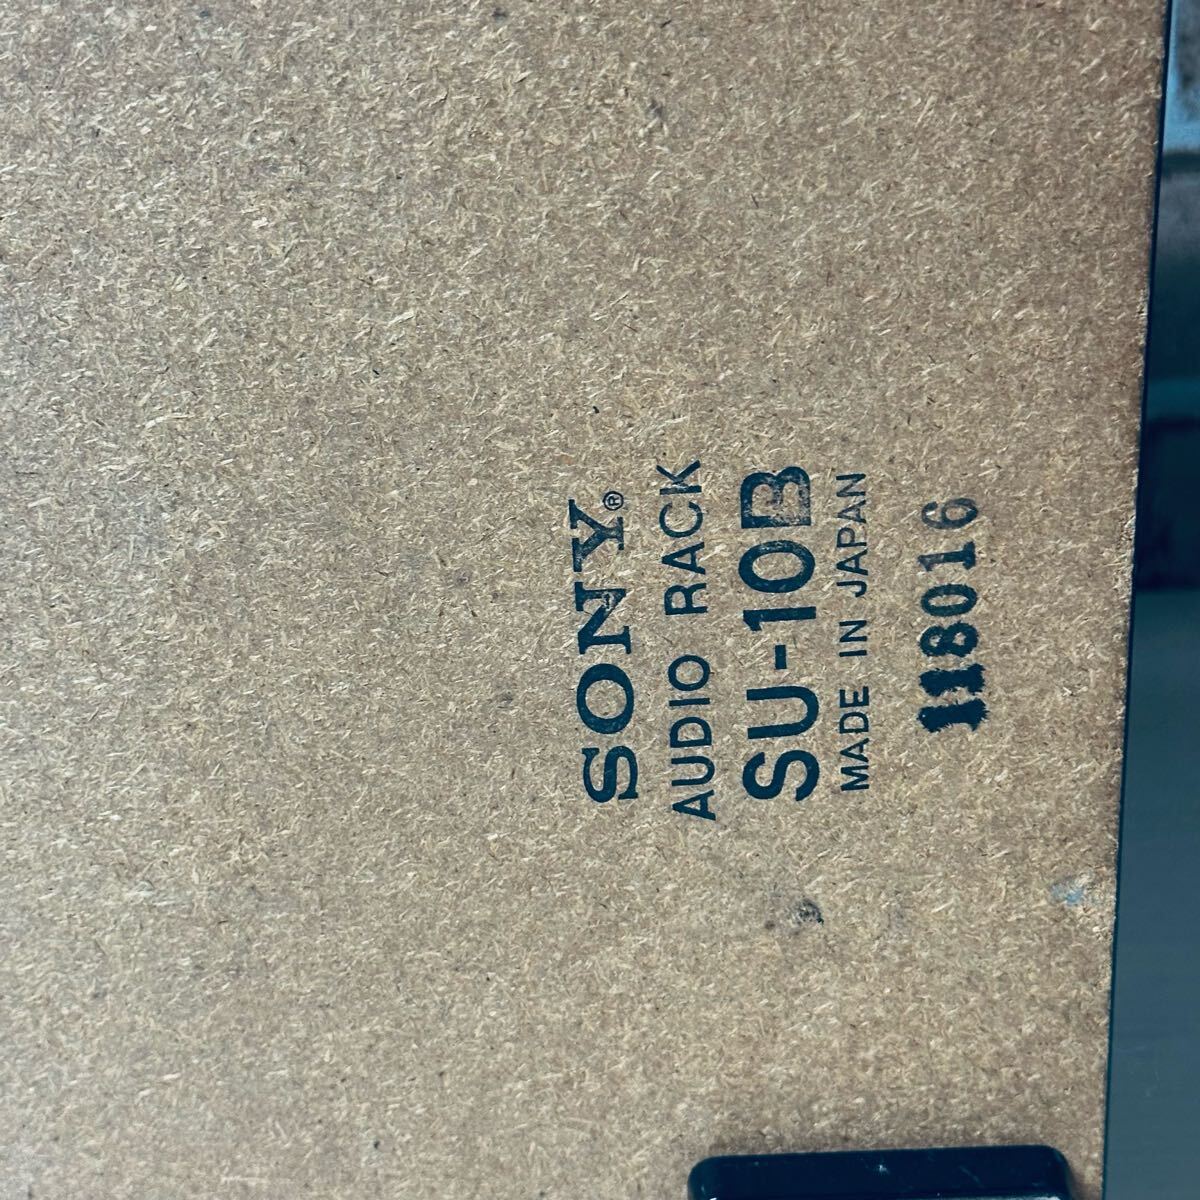 SONY®
AUDIO RACK
SU-10B
MADE IN JAPAN
118016